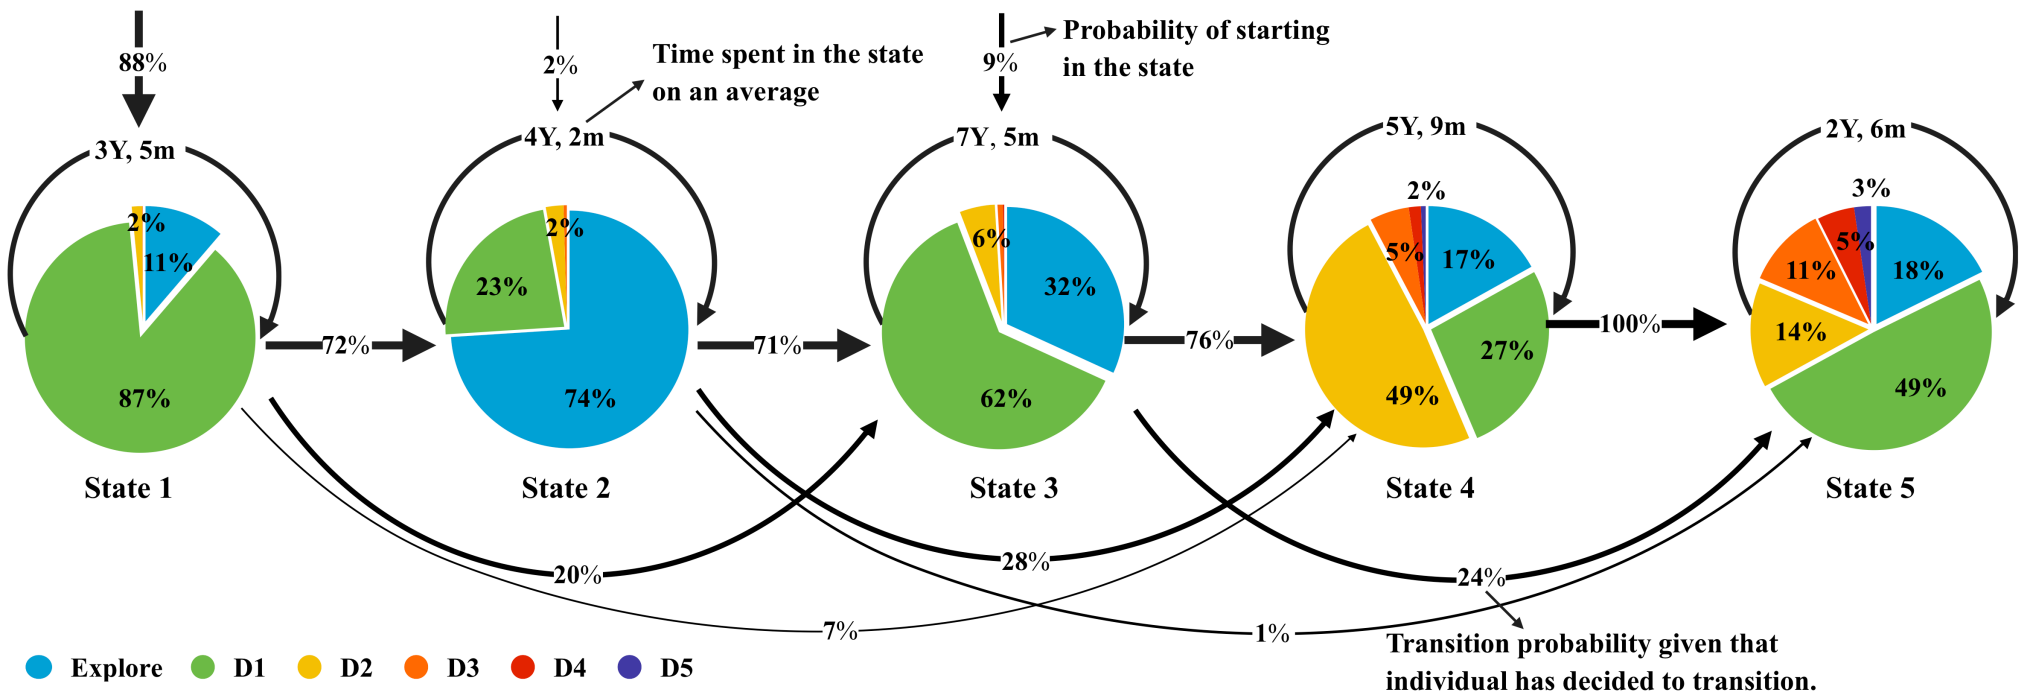 88%
2%
9%
Probability of starting
in the state
Time spent in the state
on an average
3Y, 5m
4Y, 2m
7Y, 5m
5Y, 9m
2Y, 6m
2%
11%
87%
72%
2%
23%
74%
71%
6%
32%
62%
76%
2%
5%
17%
27%
49%
100%
3%
5%
11%
18%
14%
49%
State 1
State 2
State 3
State 4
State 5
20%
28%
24%
7%
1%
Transition probability given that
individual has decided to transition.
Explore D1 D2 D3 D4 D5